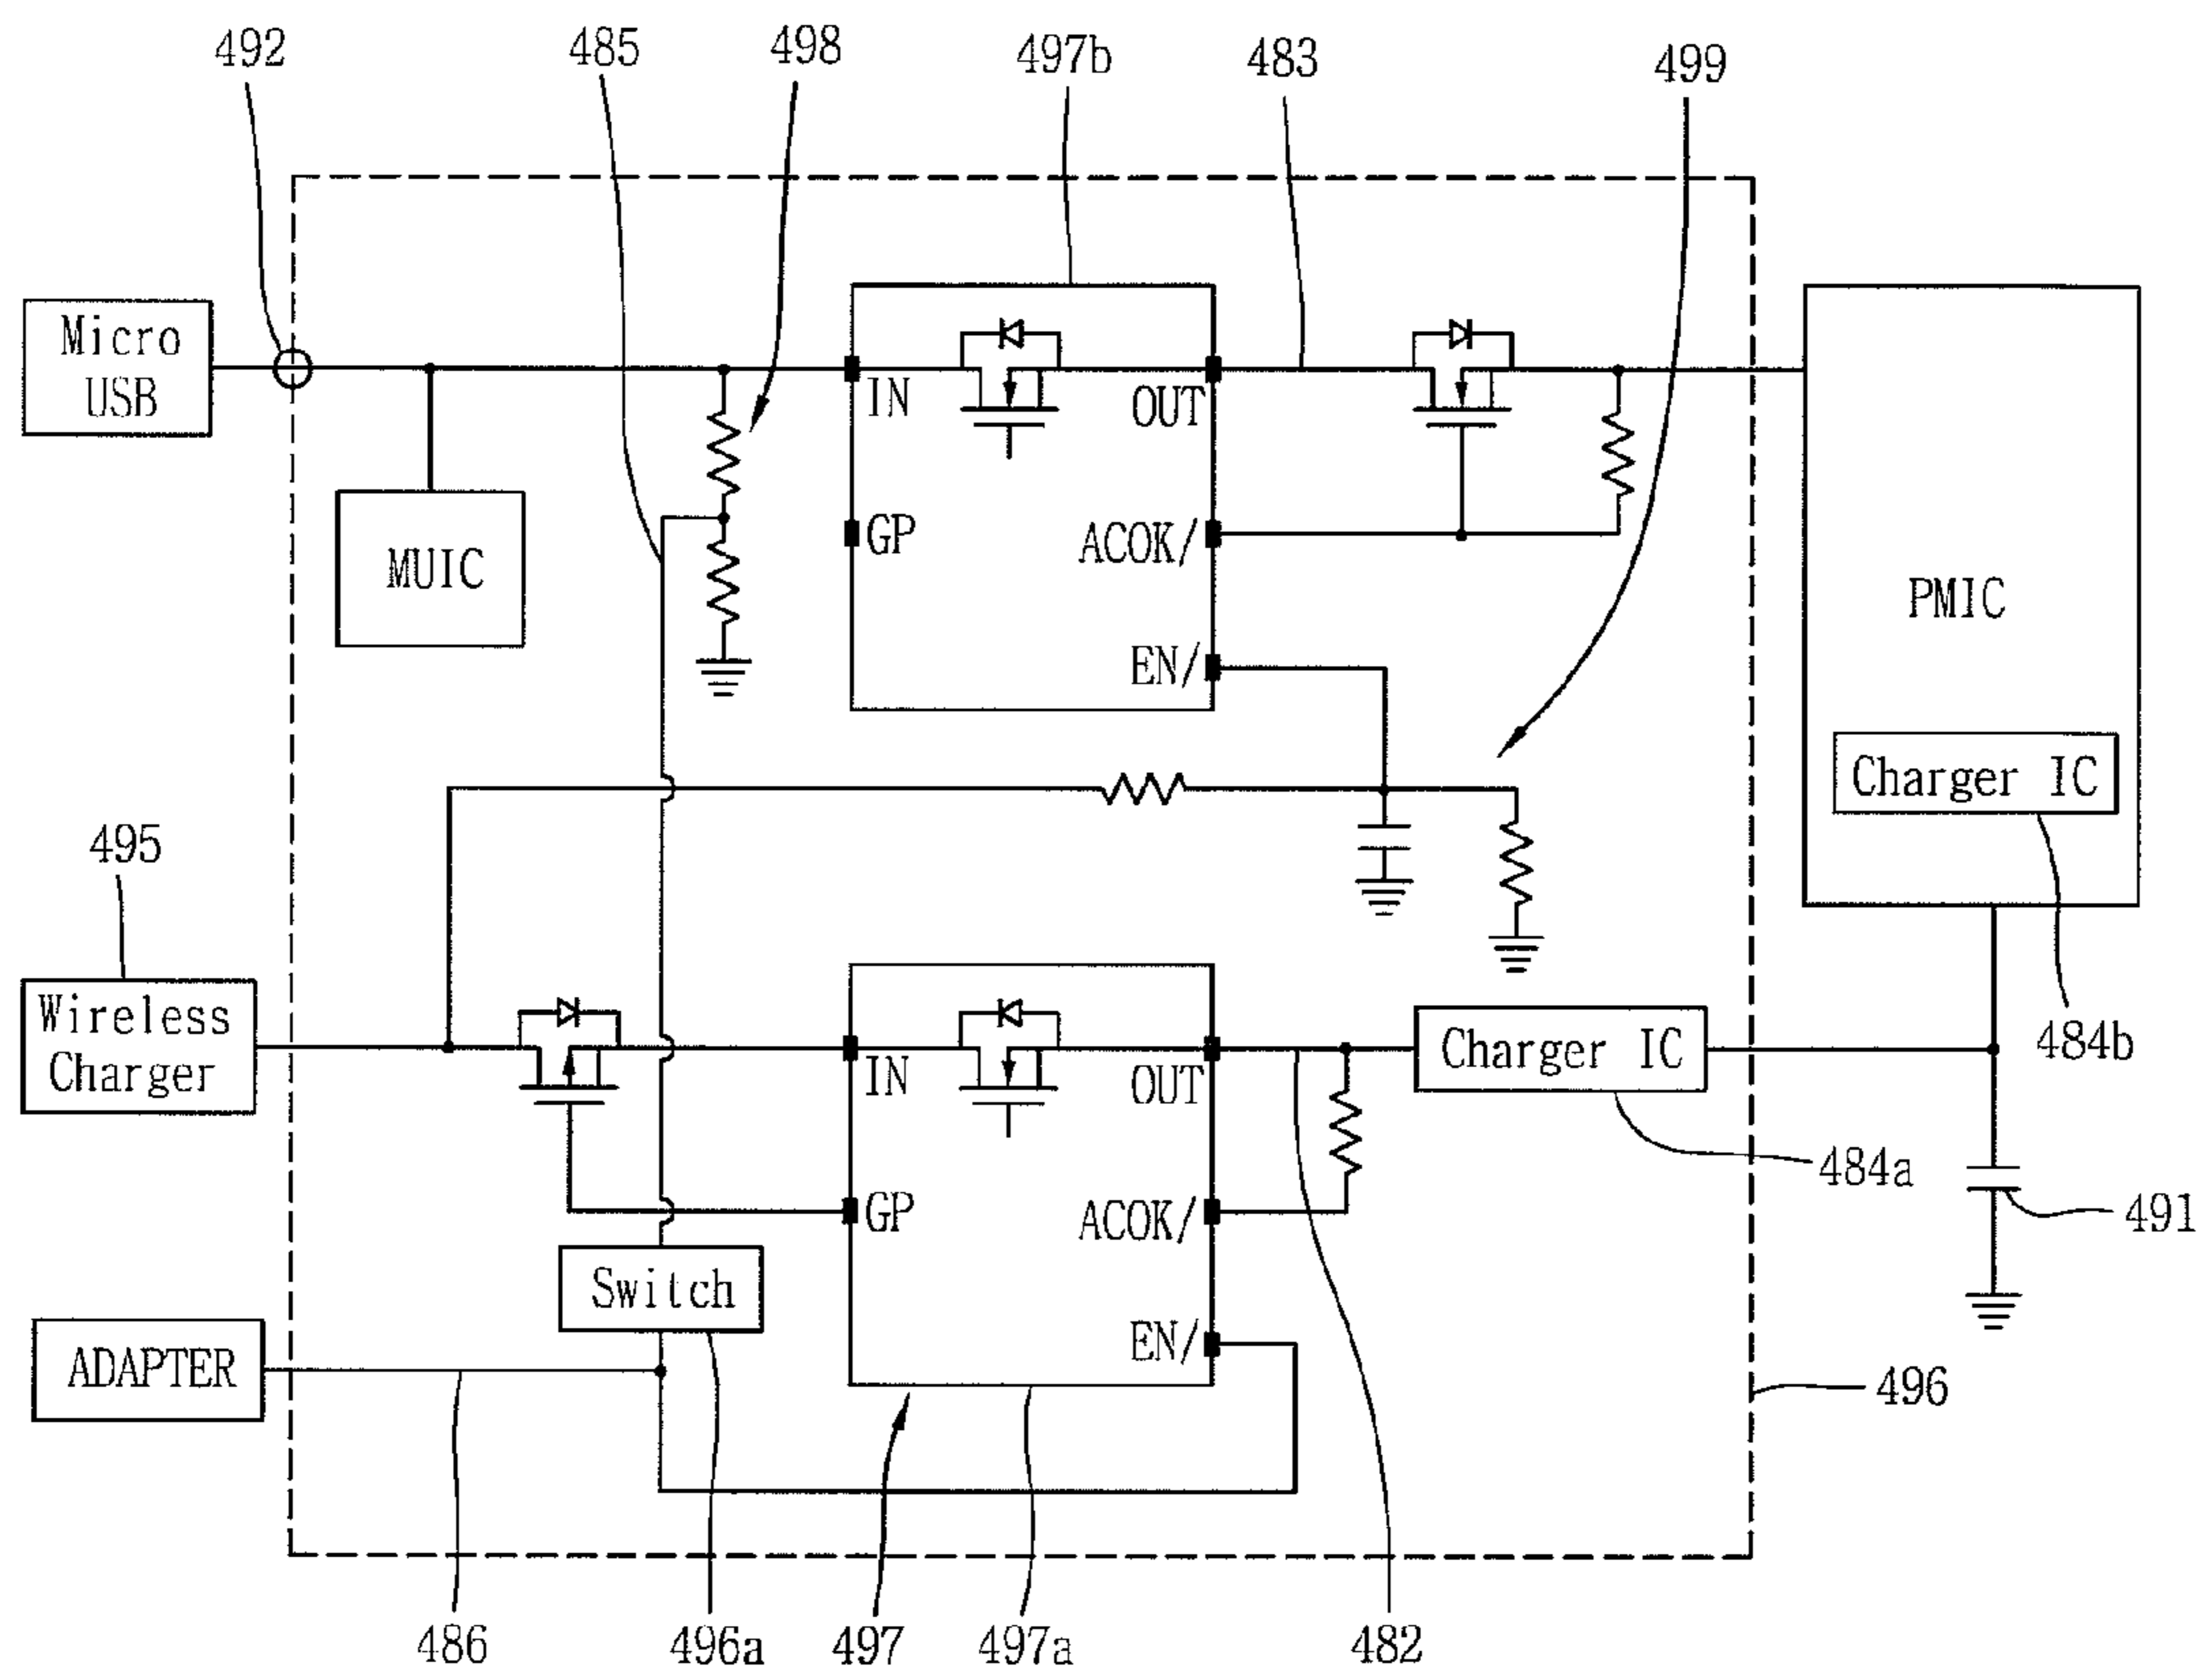 492
485
498
497b
483
499
Micro
USB
IN
OUT
GP
ACOK/
EN/
MUIC
PMIC
Charger IC
484b
495
Wireless
Charger
IN
OUT
GP
ACOK/
EN/
Charger IC
484a
491
Switch
ADAPTER
496
486
496a
497
497a
482